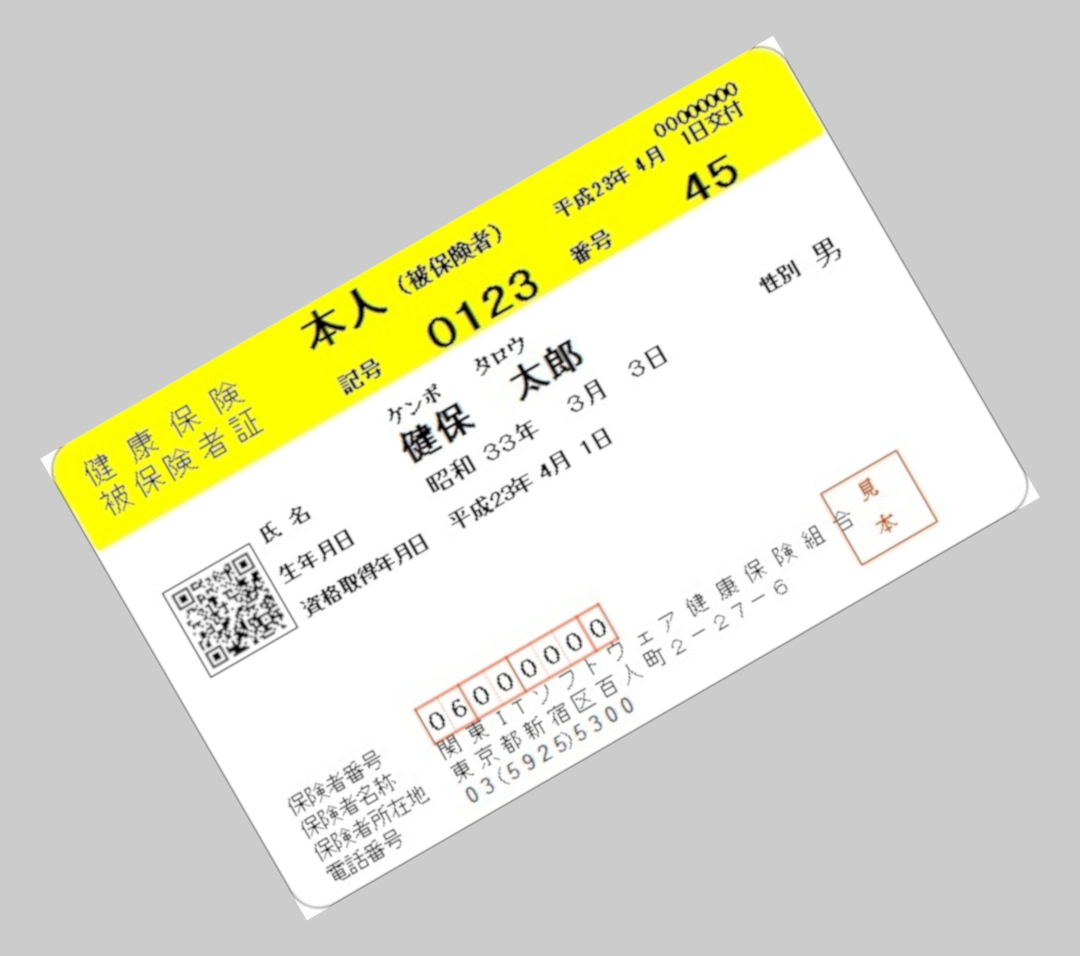 00000000
健康保険 本人 (被保険者) 平成23年 4月 1日交付
被保険者証
記号 0123 番号 45
ケンポ タロウ
氏名 健保 太郎 性別 男
生年月日 昭和 33年 3月 3日
資格取得年月日 平成23年 4月 1日
保険者番号 06000000
保険者名称 関東ITソフトウェア健康保険組合
見本
保険者所在地 東京都新宿区百人町2-27-6
電話番号 03(5925)5300